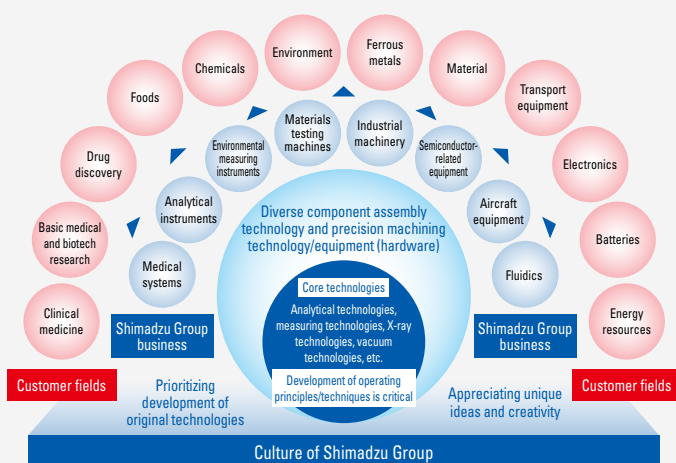 Environment
Ferrous
metals
Chemicals
Material
Foods
Transport
equipment
Materials
testing
machines
Industrial
machinery
Environmental
measuring
instruments
Semiconductor-
related
equipment
Drug
discovery
Electronics
Analytical
instruments
Aircraft
equipment
Diverse component assembly
technology and precision machining
technology/equipment (hardware)
Basic medical
and biotech
research
Batteries
Medical
systems
Fluidics
Core technologies
Analytical technologies,
measuring technologies, X-ray
technologies, vacuum
technologies, etc.
Clinical
medicine
Energy
resources
Shimadzu Group
business
Shimadzu Group
business
Development of operating
principles/techniques is critical
Customer fields
Customer fields
Prioritizing
development of
original technologies
Appreciating unique
ideas and creativity
Culture of Shimadzu Group